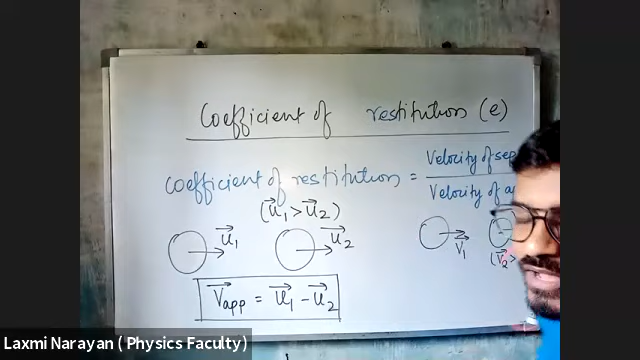 Coefficient of restitution (e)
Coefficient of restitution = Velocity of sep
Velocity of a
(u⃗1 > u⃗2)
u⃗1 u⃗2 v⃗1
(v⃗2 >
V⃗app = u⃗1 - u⃗2
Laxmi Narayan ( Physics Faculty)